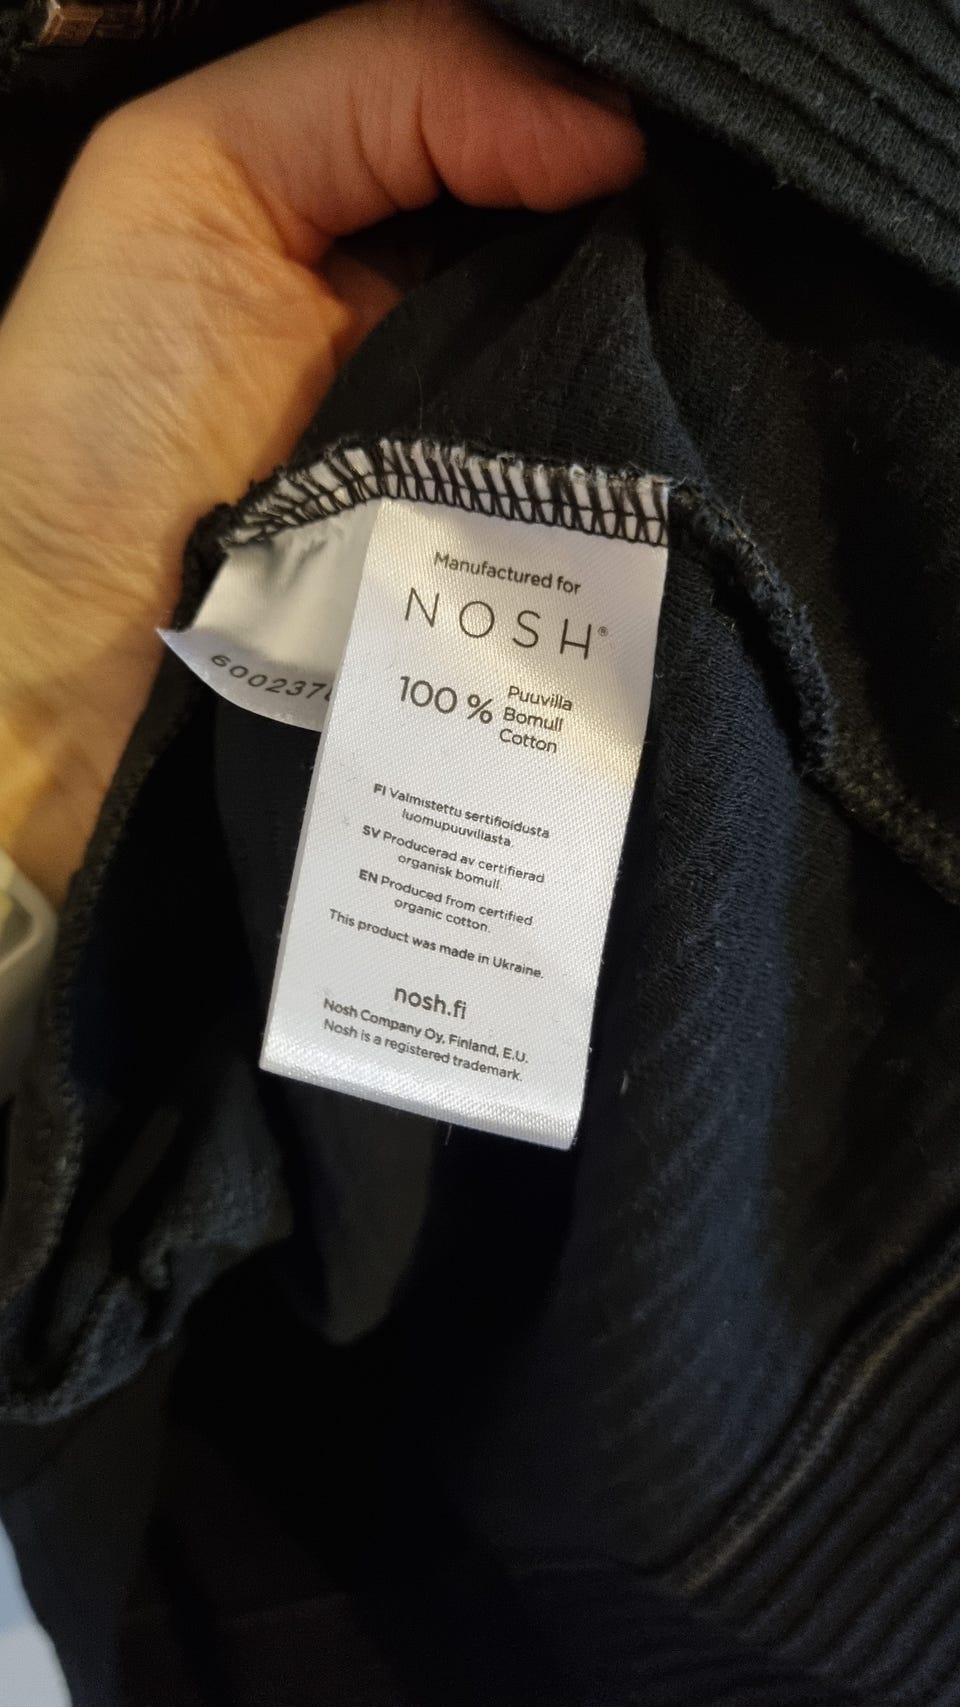 Manufactured for
NOSH®
100 % Puuvilla
Bomull
Cotton
FI Valmistettu sertifioidusta
luomupuuvillasta.
SV Producerad av certifierad
organisk bomull.
EN Produced from certified
organic cotton.
This product was made in Ukraine.
nosh.fi
Nosh Company Oy, Finland, E.U.
Nosh is a registered trademark.